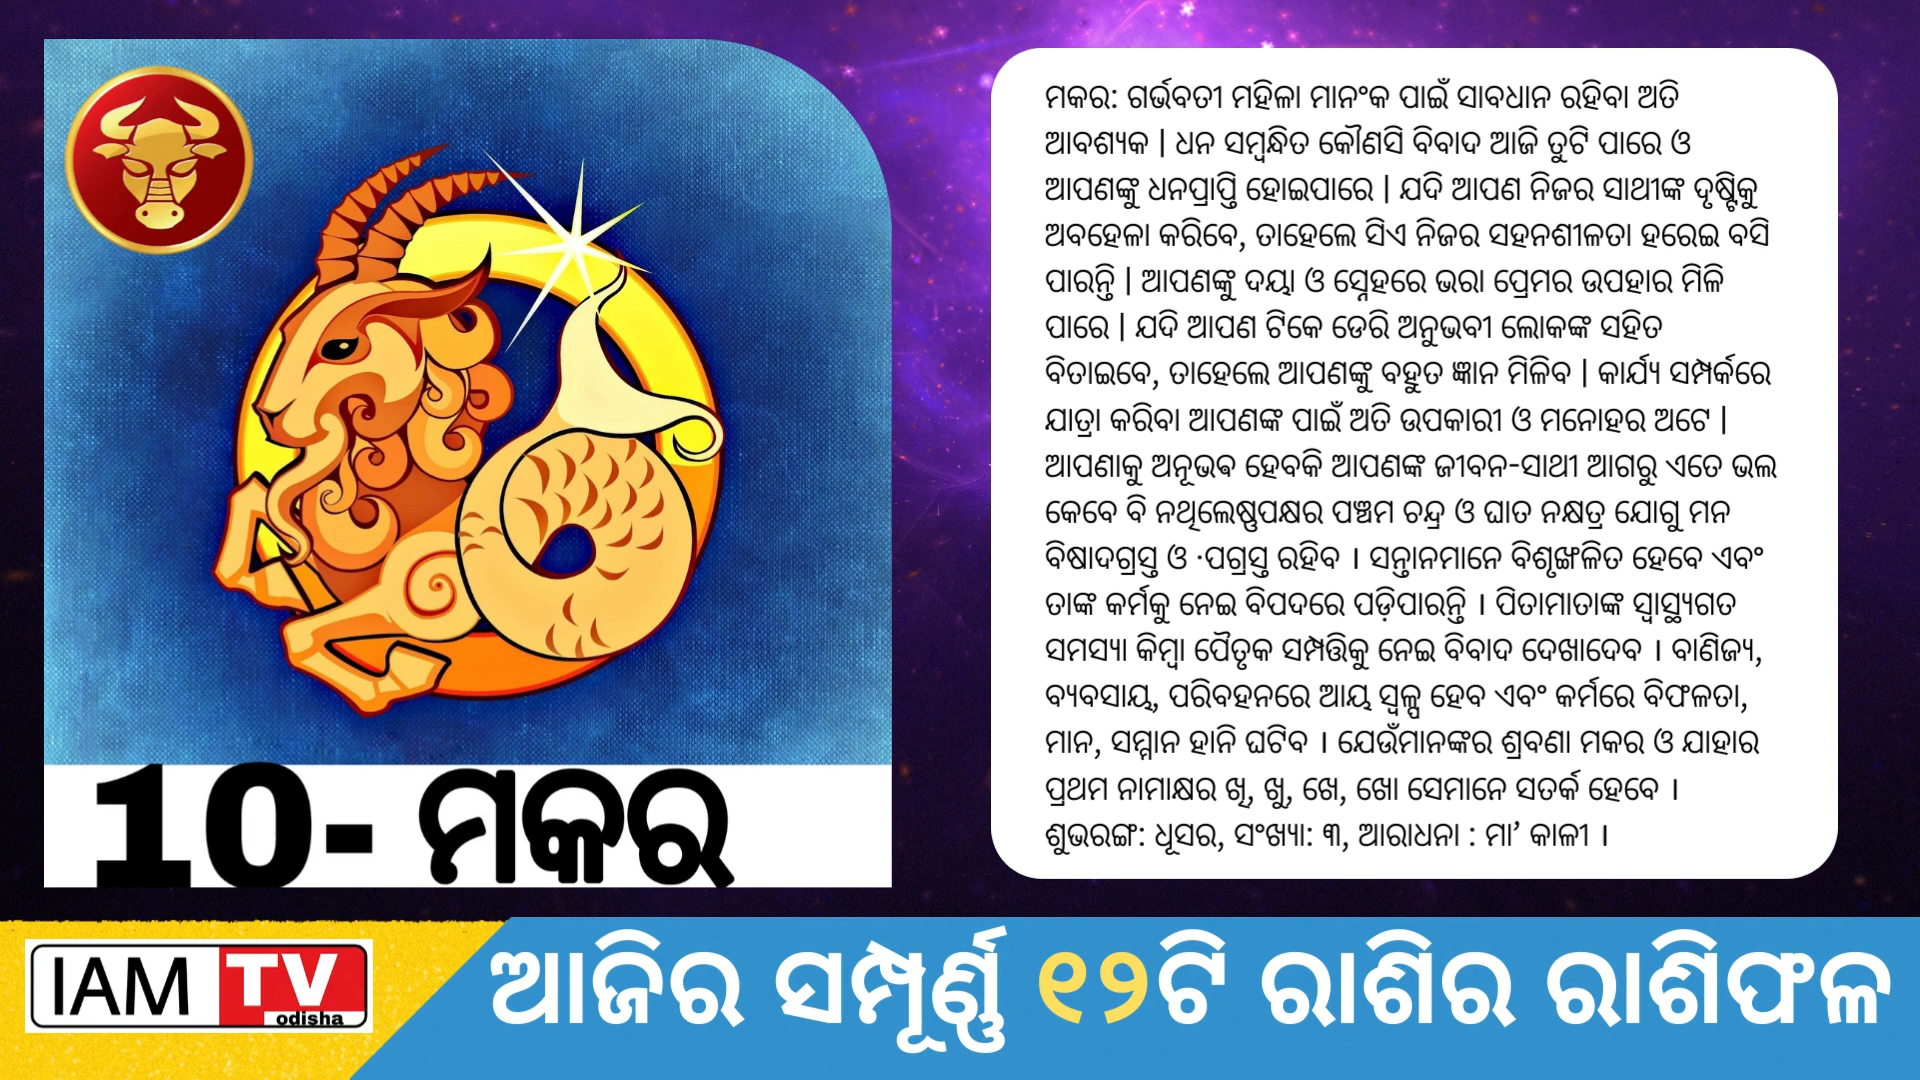 ମକର: ଗର୍ଭବତୀ ମହିଳା ମାନଂକ ପାଇଁ ସାବଧାନ ରହିବା ଅତି
ଆବଶ୍ୟକ | ଧନ ସମ୍ବନ୍ଧିତ କୌଣସି ବିବାଦ ଆଜି ତୁଟି ପାରେ ଓ
ଆପଣଙ୍କୁ ଧନପ୍ରାପ୍ତି ହୋଇପାରେ | ଯଦି ଆପଣ ନିଜର ସାଥୀଙ୍କ ଦୃଷ୍ଟିକୁ
ଅବହେଳା କରିବେ, ତାହେଲେ ସିଏ ନିଜର ସହନଶୀଳତା ହରେଇ ବସି
ପାରନ୍ତି | ଆପଣଙ୍କୁ ଦୟା ଓ ସ୍ନେହରେ ଭରା ପ୍ରେମର ଉପହାର ମିଳି
ପାରେ | ଯଦି ଆପଣ ଟିକେ ଡେରି ଅନୁଭବୀ ଲୋକଙ୍କ ସହିତ
ବିତାଇବେ, ତାହେଲେ ଆପଣଙ୍କୁ ବହୁତ ଜ୍ଞାନ ମିଳିବ | କାର୍ଯ୍ୟ ସମ୍ପର୍କରେ
ଯାତ୍ରା କରିବା ଆପଣଙ୍କ ପାଇଁ ଅତି ଉପକାରୀ ଓ ମନୋହର ଅଟେ |
ଆପଣାକୁ ଅନୂଭଵ ହେବକି ଆପଣଙ୍କ ଜୀବନ-ସାଥୀ ଆଗରୁ ଏତେ ଭଲ
କେବେ ବି ନଥିଲେଷ୍ଣପକ୍ଷର ପଞ୍ଚମ ଚନ୍ଦ୍ର ଓ ଘାତ ନକ୍ଷତ୍ର ଯୋଗୁ ମନ
ବିଷାଦଗ୍ରସ୍ତ ଓ ·ପଗ୍ରସ୍ତ ରହିବ । ସନ୍ତାନମାନେ ବିଶୃଙ୍ଖଳିତ ହେବେ ଏବଂ
ତାଙ୍କ କର୍ମକୁ ନେଇ ବିପଦରେ ପଡ଼ିପାରନ୍ତି । ପିତାମାତାଙ୍କ ସ୍ୱାସ୍ଥ୍ୟଗତ
ସମସ୍ୟା କିମ୍ବା ପୈତୃକ ସମ୍ପତ୍ତିକୁ ନେଇ ବିବାଦ ଦେଖାଦେବ । ବାଣିଜ୍ୟ,
ବ୍ୟବସାୟ, ପରିବହନରେ ଆୟ ସ୍ୱଳ୍ପ ହେବ ଏବଂ କର୍ମରେ ବିଫଳତା,
ମାନ, ସମ୍ମାନ ହାନି ଘଟିବ । ଯେଉଁମାନଙ୍କର ଶ୍ରବଣା ମକର ଓ ଯାହାର
ପ୍ରଥମ ନାମାକ୍ଷର ଖି, ଖୁ, ଖେ, ଖୋ ସେମାନେ ସତର୍କ ହେବେ ।
ଶୁଭରଙ୍ଗ: ଧୂସର, ସଂଖ୍ୟା: ୩, ଆରାଧନା : ମା’ କାଳୀ ।
10- ମକର
IAM TV
odisha
ଆଜିର ସମ୍ପୂର୍ଣ୍ଣ ୧୨ଟି ରାଶିର ରାଶିଫଳ